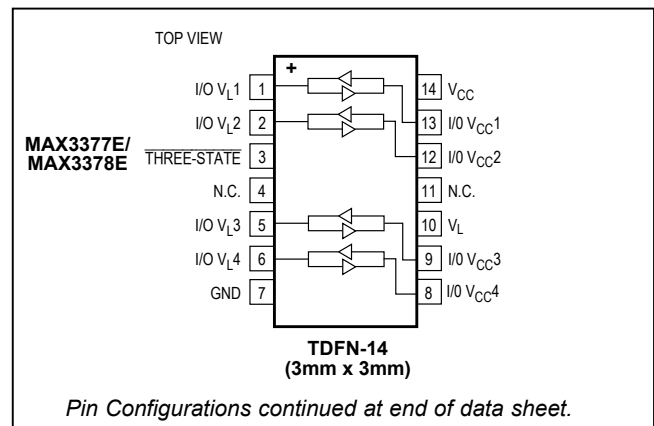 TOP VIEW
+
I/O VL1 1
14 VCC
I/O VL2 2
13 I/0 VCC1
MAX3377E/
MAX3378E
THREE-STATE 3
12 I/0 VCC2
N.C. 4
11 N.C.
I/O VL3 5
10 VL
I/O VL4 6
9 I/0 VCC3
GND 7
8 I/0 VCC4
TDFN-14
(3mm x 3mm)
Pin Configurations continued at end of data sheet.